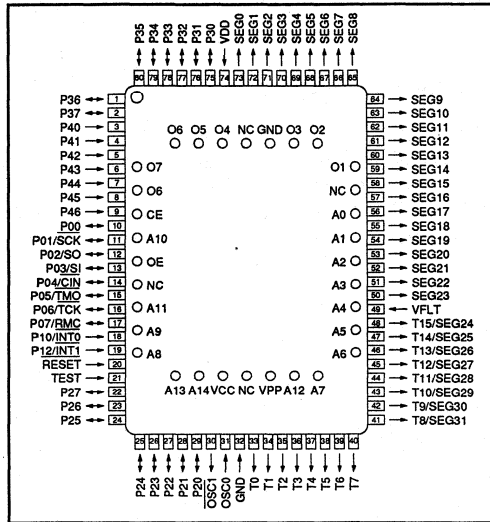 P35 P34 P33 P32 P31 P30 VDD SEG0 SEG1 SEG2 SEG3 SEG4 SEG5 SEG6 SEG7 SEG8
80 79 78 77 76 75 74 73 72 71 70 69 68 67 66 65
P36 1
P37 2
P40 3
P41 4
P42 5
P43 6
P44 7
P45 8
P46 9
P00 10
P01/SCK 11
P02/SO 12
P03/SI 13
P04/CIN 14
P05/TMO 15
P06/TCK 16
P07/RMC 17
P10/INT0 18
P12/INT1 19
RESET 20
TEST 21
P27 22
P26 23
P25 24
O6 O5 O4 NC GND O3 O2
O7
O6
CE
A10
OE
NC
A11
A9
A8
O1
NC
A0
A1
A2
A3
A4
A5
A6
A13 A14 VCC NC VPP A12 A7
64 SEG9
63 SEG10
62 SEG11
61 SEG12
60 SEG13
59 SEG14
58 SEG15
57 SEG16
56 SEG17
55 SEG18
54 SEG19
53 SEG20
52 SEG21
51 SEG22
50 SEG23
49 VFLT
48 T15/SEG24
47 T14/SEG25
46 T13/SEG26
45 T12/SEG27
44 T11/SEG28
43 T10/SEG29
42 T9/SEG30
41 T8/SEG31
25 26 27 28 29 30 31 32 33 34 35 36 37 38 39 40
P24 P23 P22 P21 P20 OSC1 OSC0 GND T0 T1 T2 T3 T4 T5 T6 T7